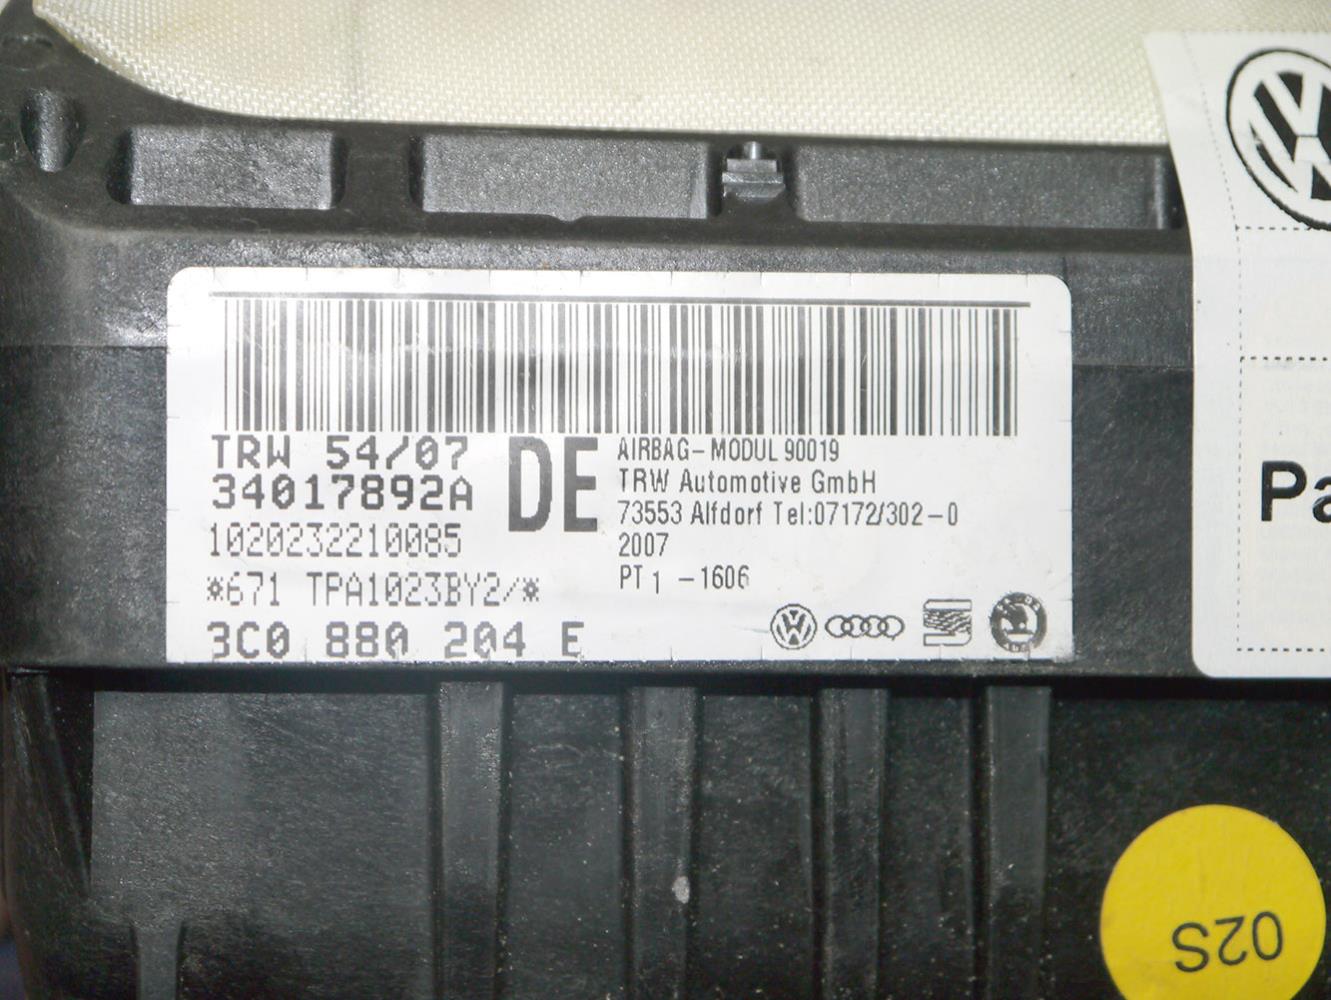 TRW 54/07
34017892A
1020232210085
*671 TPA1023BY2/*
3C0 880 204 E
DE
AIRBAG-MODUL 90019
TRW Automotive GmbH
73553 Alfdorf Tel:07172/302-0
2007
PT 1 -1606
Pa
02S